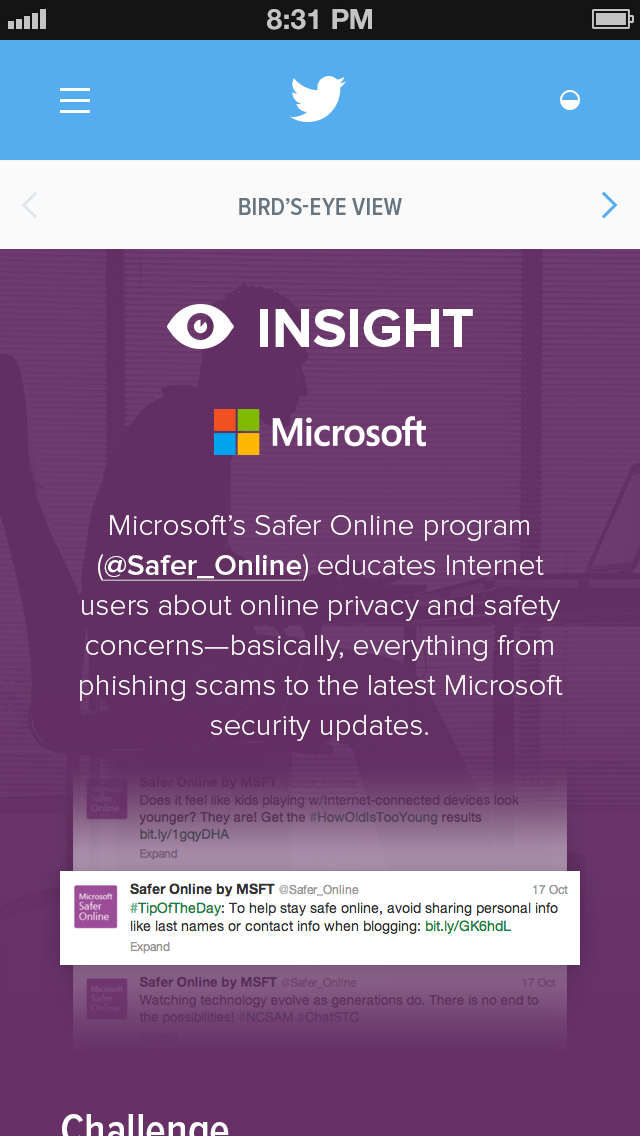 8:31 PM
BIRD'S-EYE VIEW
INSIGHT
Microsoft
Microsoft's Safer Online program
(@Safer_Online) educates Internet
users about online privacy and safety
concerns—basically, everything from
phishing scams to the latest Microsoft
security updates.
Safer Online by MSFT @Safer_Online 17 Oct
Does it feel like kids playing w/Internet-connected devices look
younger? They are! Get the #HowOldIsTooYoung results
bit.ly/1gqyDHA
Expand
Microsoft
Safer
Online
Safer Online by MSFT @Safer_Online 17 Oct
#TipOfTheDay: To help stay safe online, avoid sharing personal info
like last names or contact info when blogging: bit.ly/GK6hdL
Expand
Microsoft
Safer
Online
Safer Online by MSFT @Safer_Online 17 Oct
Watching technology evolve as generations do. There is no end to
the possibilities! #NCSAM #ChatSTC
Challenge